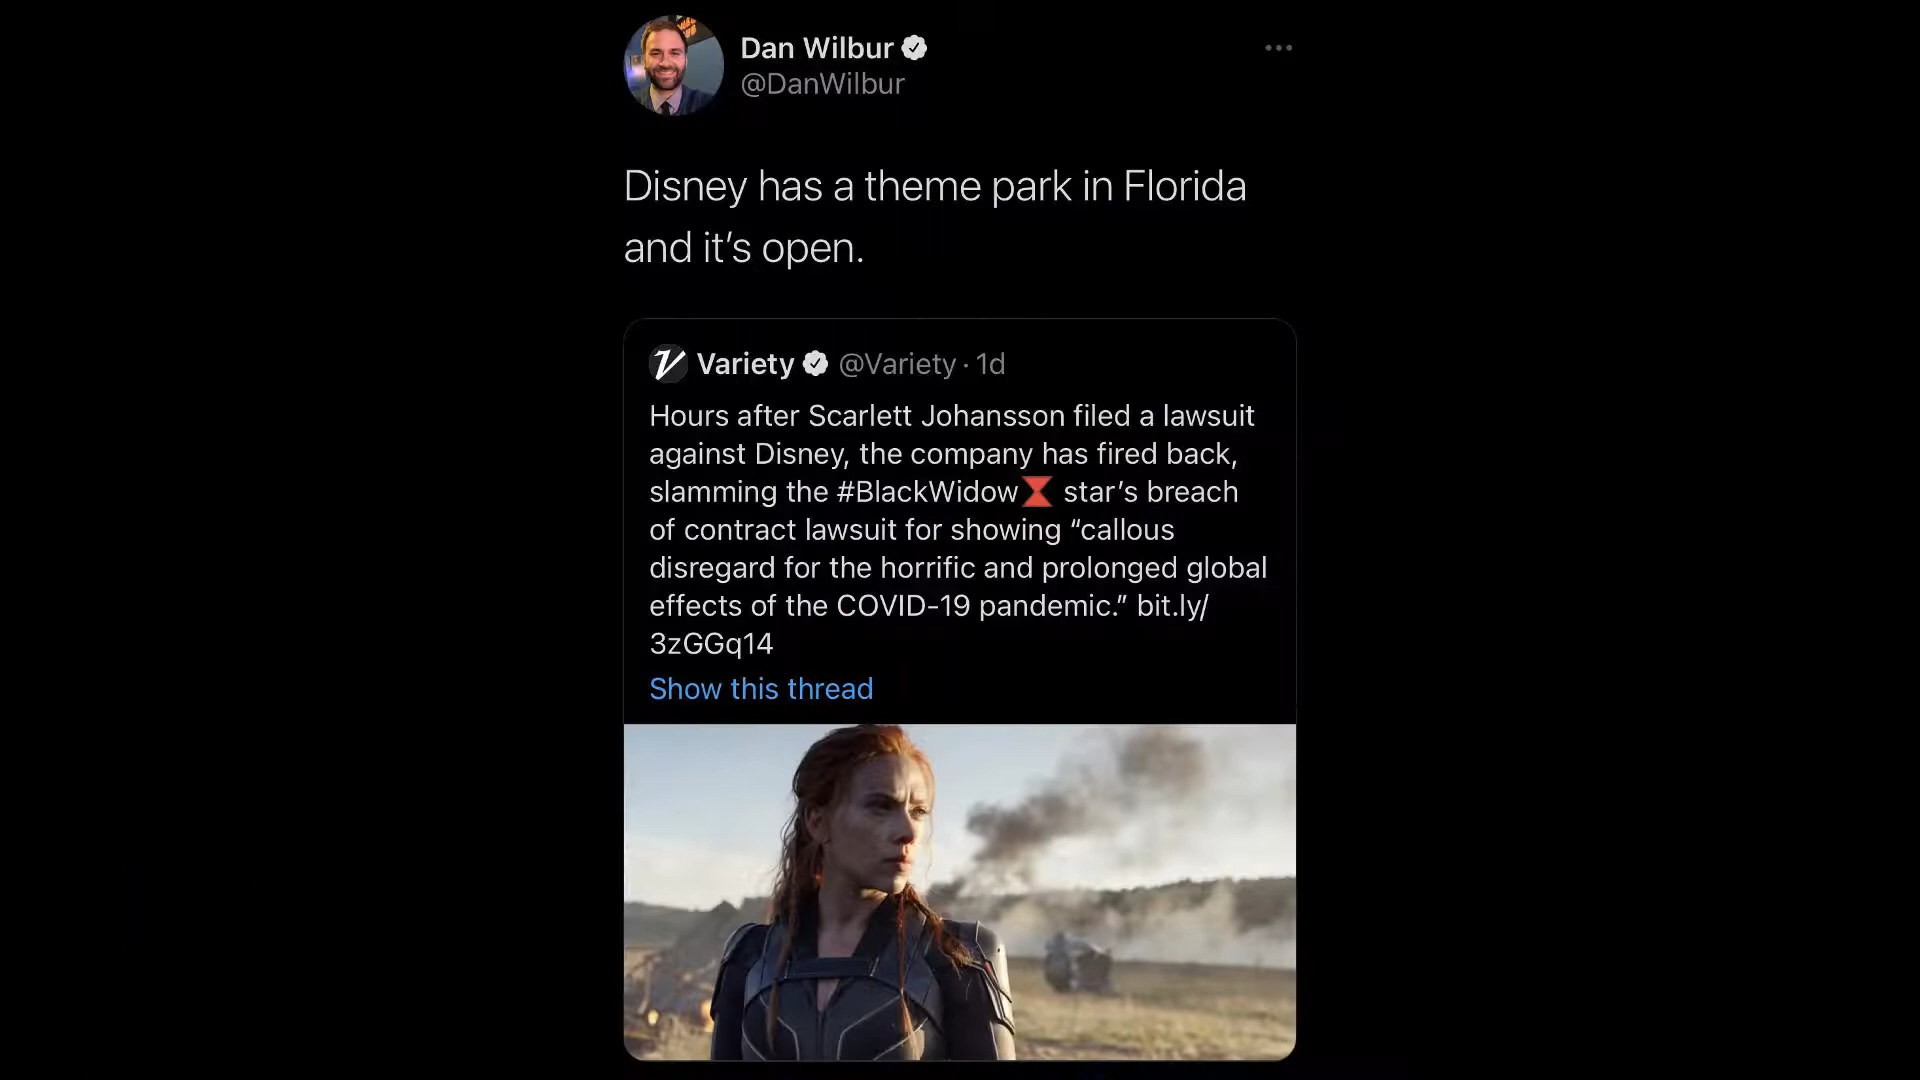 Dan Wilbur
@DanWilbur
Disney has a theme park in Florida
and it’s open.
Variety @Variety · 1d
Hours after Scarlett Johansson filed a lawsuit
against Disney, the company has fired back,
slamming the #BlackWidow star’s breach
of contract lawsuit for showing “callous
disregard for the horrific and prolonged global
effects of the COVID-19 pandemic.” bit.ly/
3zGGq14
Show this thread